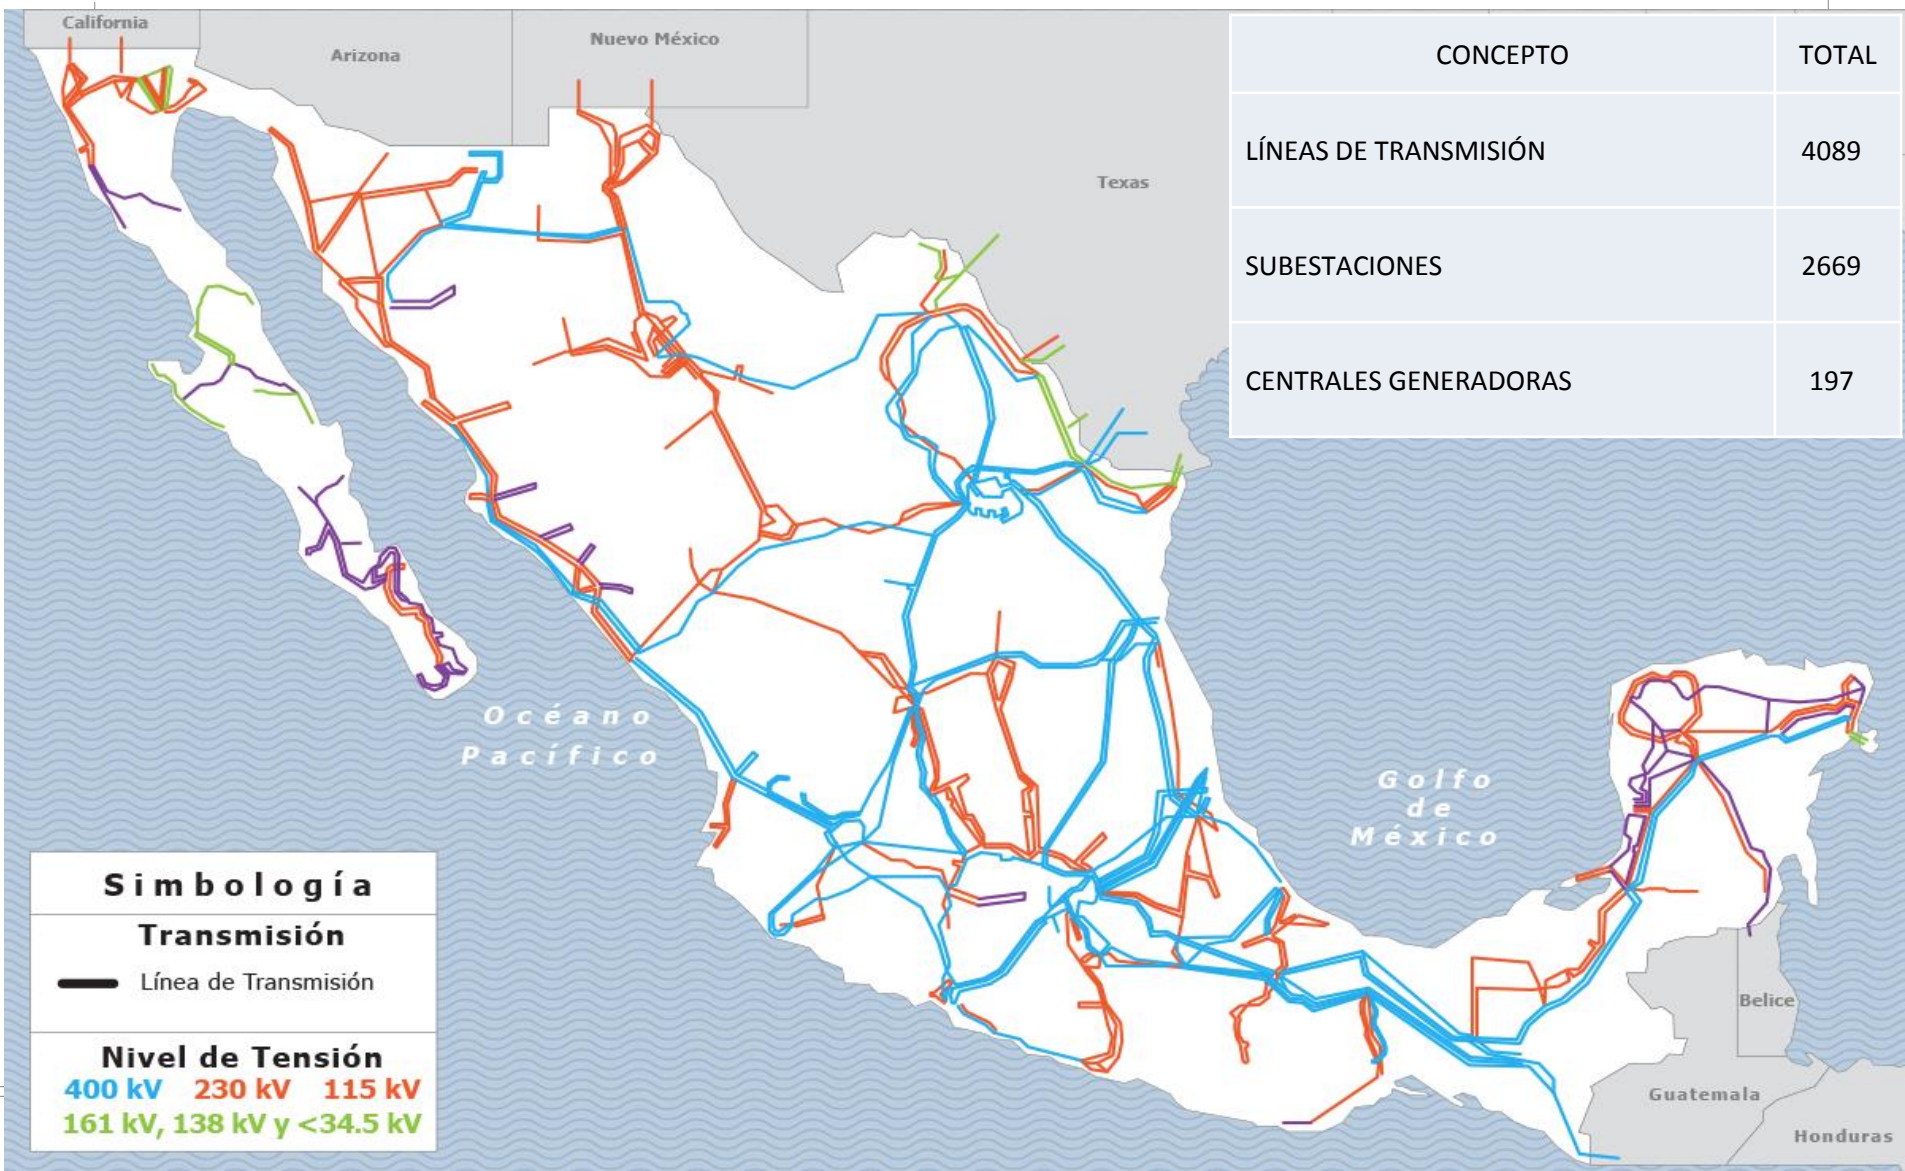 California
Arizona
Nuevo México
Texas
CONCEPTO TOTAL
LÍNEAS DE TRANSMISIÓN 4089
SUBESTACIONES 2669
CENTRALES GENERADORAS 197
Océano
Pacífico
Golfo
de
México
Belice
Guatemala
Honduras
Simbología
Transmisión
Línea de Transmisión
Nivel de Tensión
400 kV 230 kV 115 kV
161 kV, 138 kV y <34.5 kV